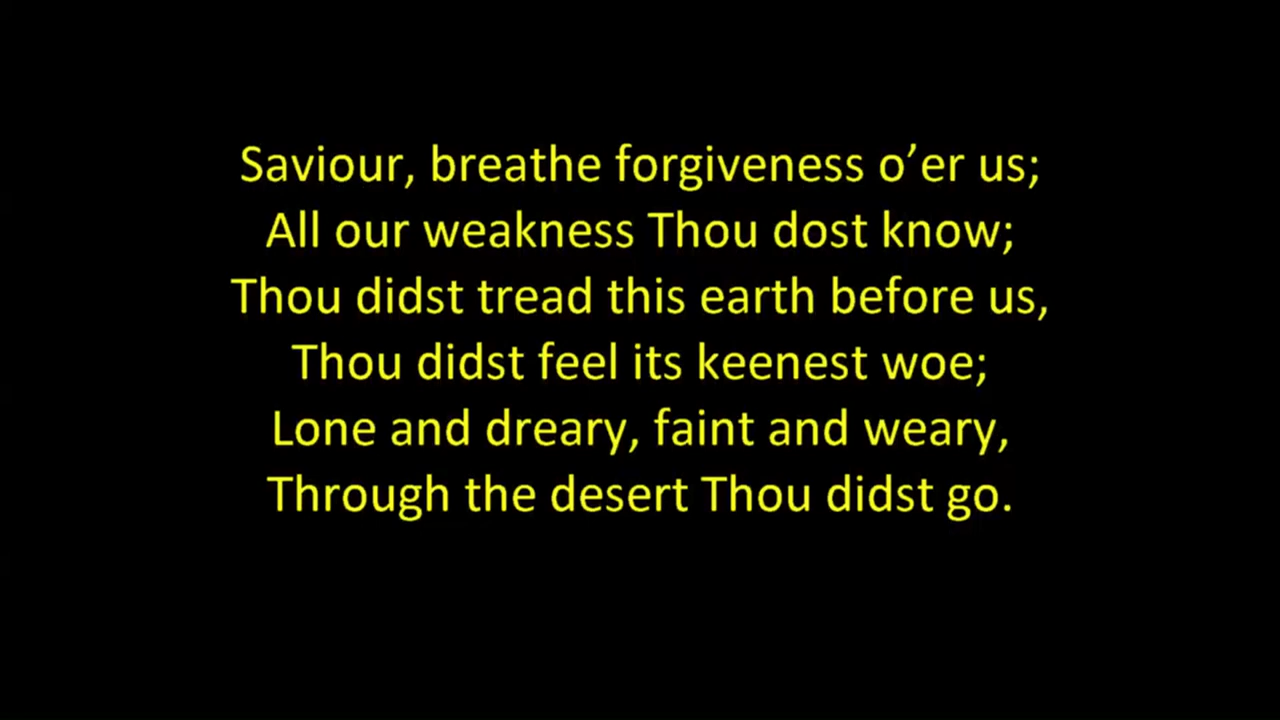 Saviour, breathe forgiveness o’er us;
All our weakness Thou dost know;
Thou didst tread this earth before us,
Thou didst feel its keenest woe;
Lone and dreary, faint and weary,
Through the desert Thou didst go.